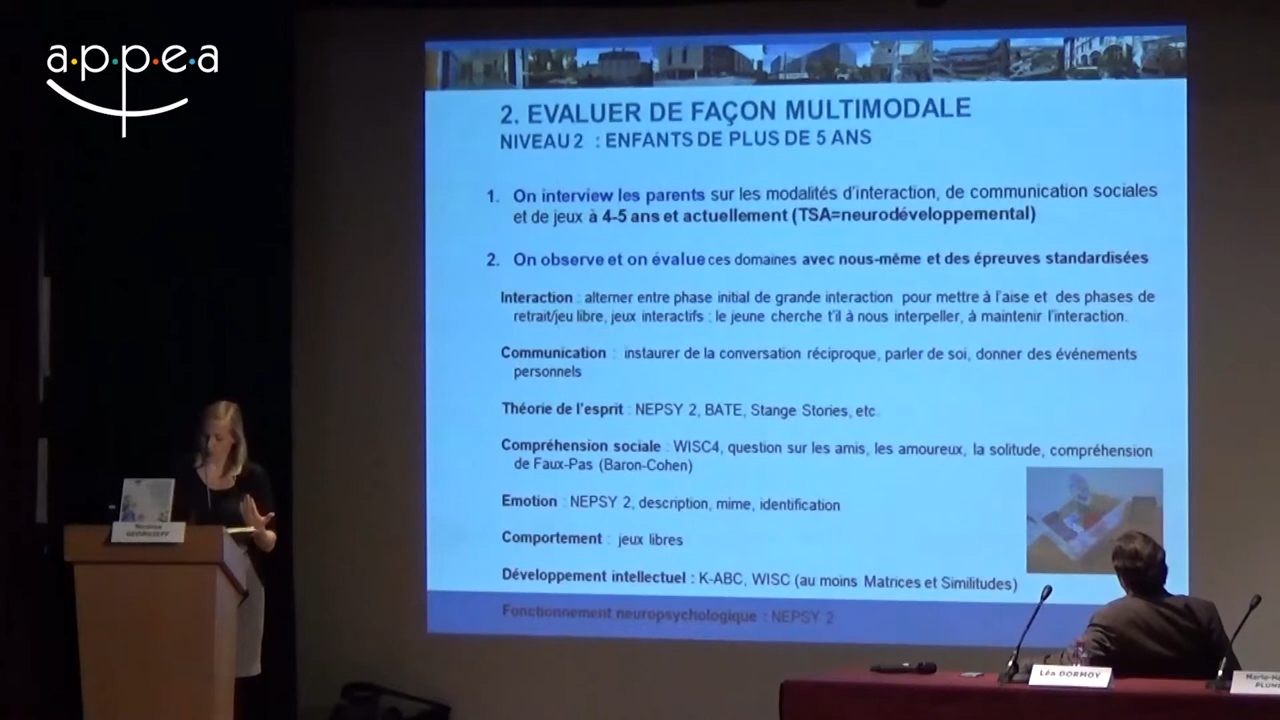 a·p·p·e·a
2. EVALUER DE FAÇON MULTIMODALE
NIVEAU 2 : ENFANTS DE PLUS DE 5 ANS
1. On interview les parents sur les modalités d'interaction, de communication sociales
et de jeux à 4-5 ans et actuellement (TSA=neurodéveloppemental)
2. On observe et on évalue ces domaines avec nous-même et des épreuves standardisées
Interaction : alterner entre phase initial de grande interaction pour mettre à l'aise et des phases de
retrait/jeu libre, jeux interactifs : le jeune cherche t'il à nous interpeller, à maintenir l'interaction.
Communication : instaurer de la conversation réciproque, parler de soi, donner des événements
personnels
Théorie de l'esprit : NEPSY 2, BATE, Stange Stories, etc.
Compréhension sociale : WISC4, question sur les amis, les amoureux, la solitude, compréhension
de Faux-Pas (Baron-Cohen)
Emotion : NEPSY 2, description, mime, identification
Comportement : jeux libres
Développement intellectuel : K-ABC, WISC (au moins Matrices et Similitudes)
Fonctionnement neuropsychologique : NEPSY 2
GEORGIEFF
Léa DORMOY